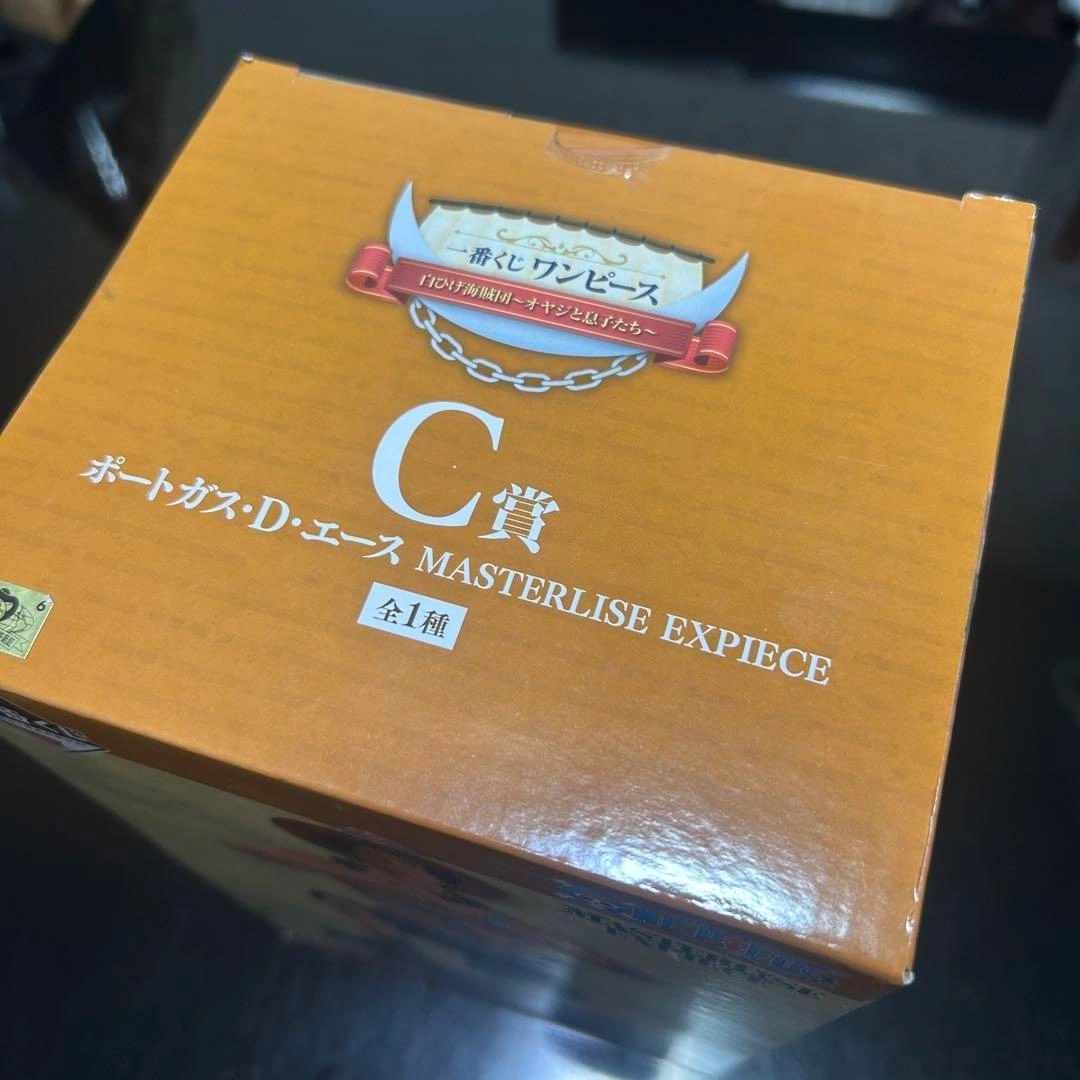 一番くじ ワンピース
白ひげ海賊団～オヤジと息子たち～
C賞
ポートガス・D・エース MASTERLISE EXPIECE
全1種
6